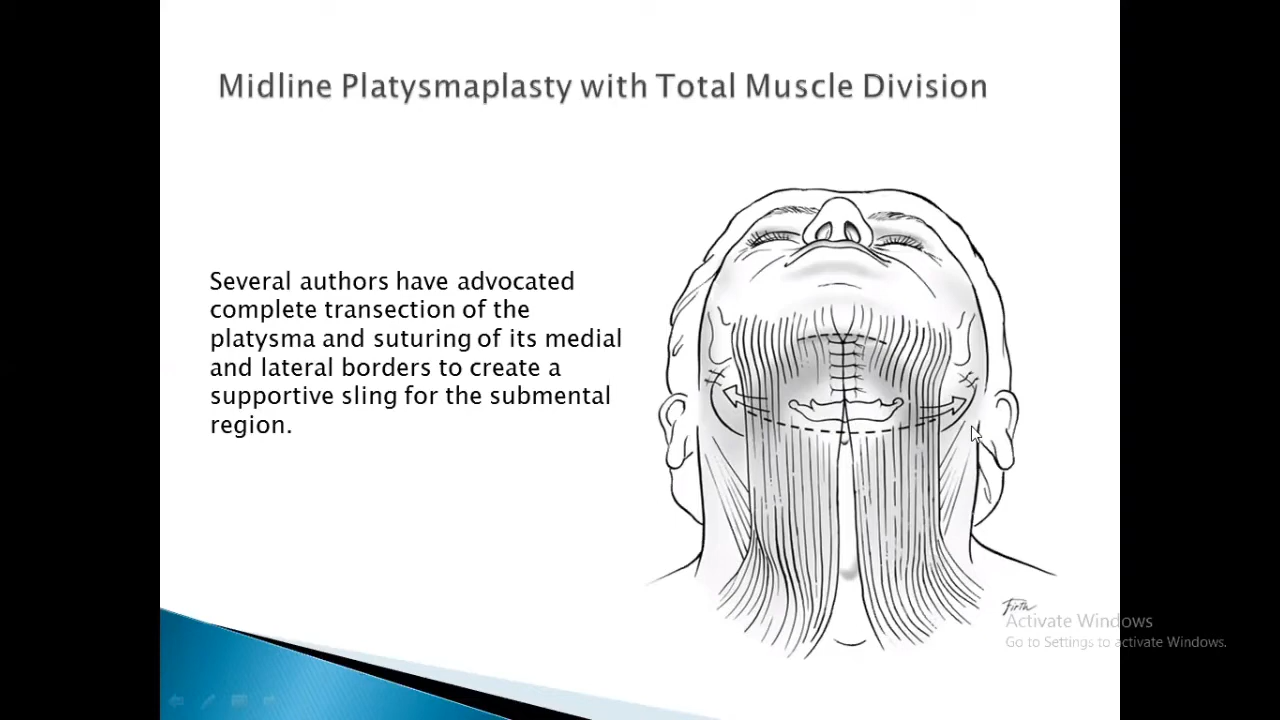 Midline Platysmaplasty with Total Muscle Division
Several authors have advocated
complete transection of the
platysma and suturing of its medial
and lateral borders to create a
supportive sling for the submental
region.
Firth
Activate Windows
Go to Settings to activate Windows.